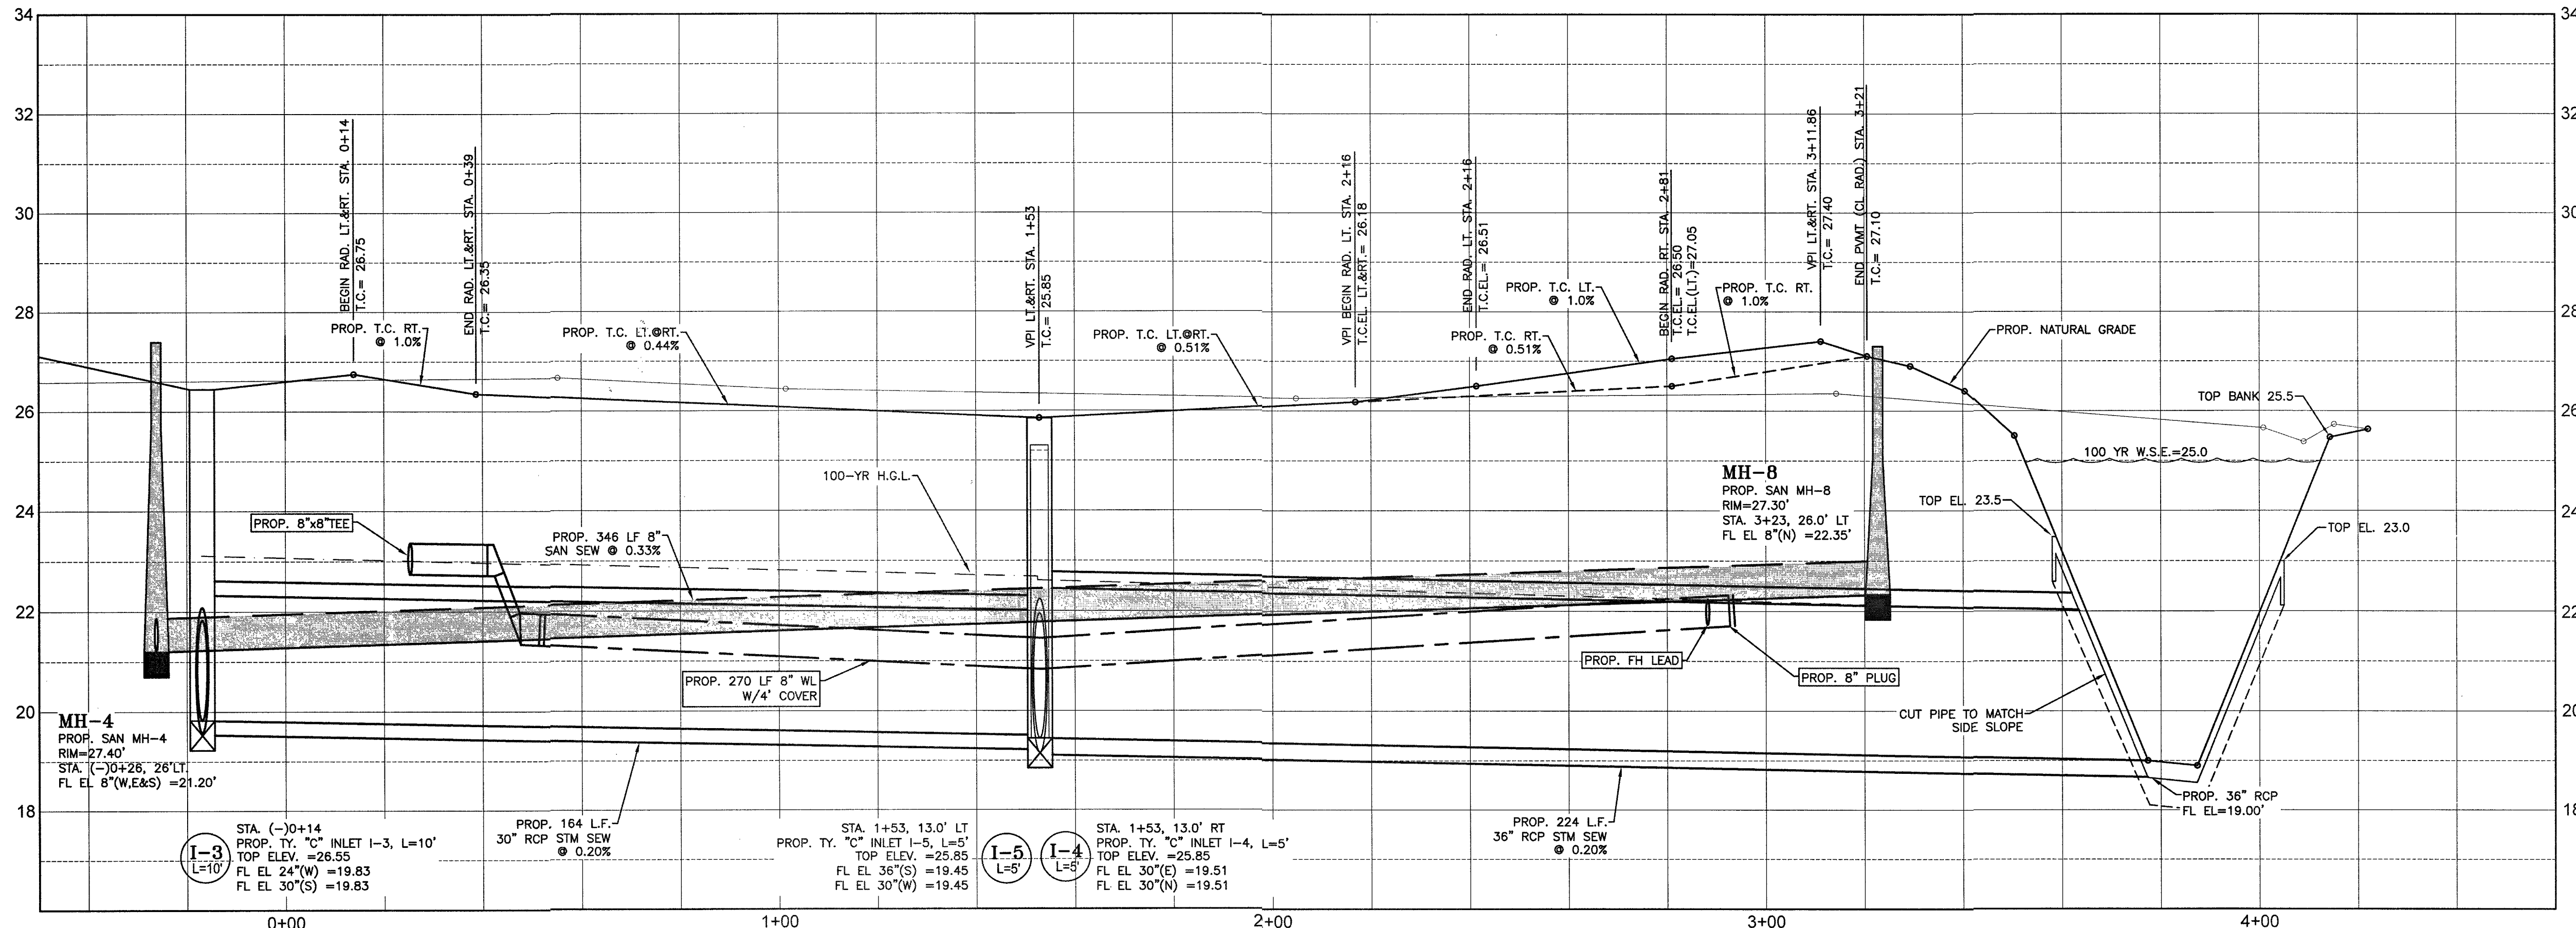 34
34
32
32
30
30
28
28
26
26
24
24
22
22
20
20
18
18
BEGIN RAD. LT.&RT. STA. 0+14
T.C.= 26.75
END RAD. LT.&RT. STA. 0+39
T.C.= 26.35
VPI LT.&RT. STA. 1+53
T.C.= 25.85
VPI BEGIN RAD. LT. STA. 2+16
T.C.EL. LT.&RT.= 26.18
END RAD. LT. STA. 2+16
T.C.EL.= 26.51
BEGIN RAD. RT. STA. 2+81
T.C.EL.= 26.50
T.C.EL.(LT.)=27.05
VPI LT.&RT. STA. 3+11.86
T.C.= 27.40
END PVMT (CL RAD.) STA. 3+21
T.C.= 27.10
PROP. T.C. RT.
@ 1.0%
PROP. T.C. LT.@RT.
@ 0.44%
PROP. T.C. LT.@RT.
@ 0.51%
PROP. T.C. LT.
@ 1.0%
PROP. T.C. RT.
@ 0.51%
PROP. T.C. RT.
@ 1.0%
PROP. NATURAL GRADE
TOP BANK 25.5
100 YR W.S.E.=25.0
TOP EL. 23.5
TOP EL. 23.0
100-YR H.G.L.
PROP. 8"x8"TEE
PROP. 346 LF 8"
SAN SEW @ 0.33%
MH-8
PROP. SAN MH-8
RIM=27.30'
STA. 3+23, 26.0' LT
FL EL 8"(N) =22.35'
PROP. 270 LF 8" WL
W/4' COVER
PROP. FH LEAD
PROP. 8" PLUG
CUT PIPE TO MATCH
SIDE SLOPE
MH-4
PROP. SAN MH-4
RIM=27.40'
STA. (-)0+26, 26'LT.
FL EL 8"(W,E&S) =21.20'
PROP. 36" RCP
FL EL=19.00'
I-3
L=10'
STA. (-)0+14
PROP. TY. "C" INLET I-3, L=10'
TOP ELEV. =26.55
FL EL 24"(W) =19.83
FL EL 30"(S) =19.83
PROP. 164 L.F.
30" RCP STM SEW
@ 0.20%
STA. 1+53, 13.0' LT
PROP. TY. "C" INLET I-5, L=5'
TOP ELEV. =25.85
FL EL 36"(S) =19.45
FL EL 30"(W) =19.45
I-5
L=5'
I-4
L=5'
STA. 1+53, 13.0' RT
PROP. TY. "C" INLET I-4, L=5'
TOP ELEV. =25.85
FL EL 30"(E) =19.51
FL EL 30"(N) =19.51
PROP. 224 L.F.
36" RCP STM SEW
@ 0.20%
0+00
1+00
2+00
3+00
4+00